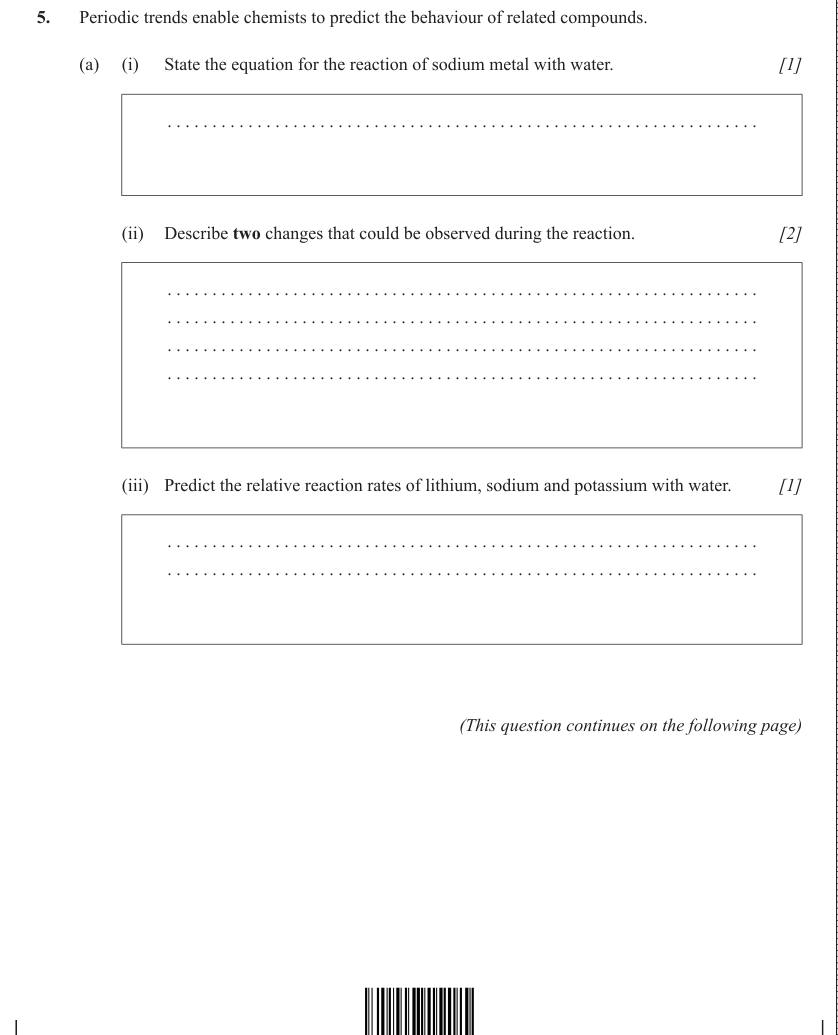 5. Periodic trends enable chemists to predict the behaviour of related compounds.
(a) (i) State the equation for the reaction of sodium metal with water. [1]
(ii) Describe two changes that could be observed during the reaction. [2]
(iii) Predict the relative reaction rates of lithium, sodium and potassium with water. [1]
(This question continues on the following page)